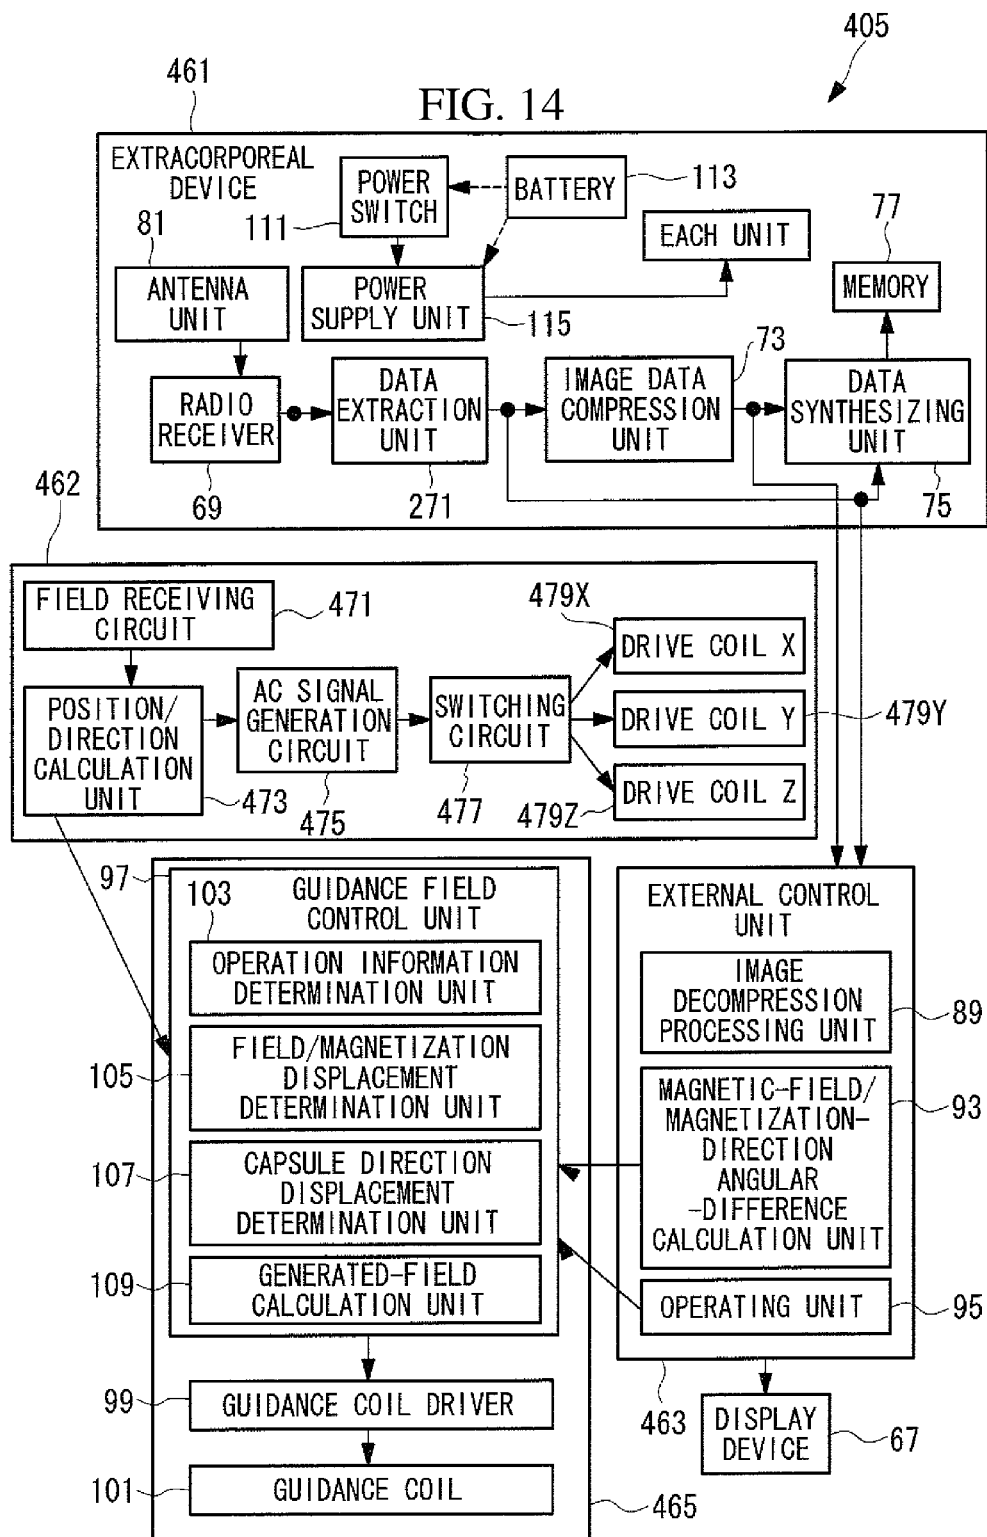 405
461
FIG. 14
EXTRACORPOREAL
DEVICE
POWER
SWITCH
111
BATTERY
113
EACH UNIT
77
MEMORY
81
ANTENNA
UNIT
POWER
SUPPLY UNIT
115
RADIO
RECEIVER
69
DATA
EXTRACTION
UNIT
271
IMAGE DATA
COMPRESSION
UNIT
73
DATA
SYNTHESIZING
UNIT
75
462
FIELD RECEIVING
CIRCUIT
471
POSITION/
DIRECTION
CALCULATION
UNIT
473
AC SIGNAL
GENERATION
CIRCUIT
475
SWITCHING
CIRCUIT
477
479X
DRIVE COIL X
DRIVE COIL Y
479Y
DRIVE COIL Z
479Z
97
GUIDANCE FIELD
CONTROL UNIT
103
OPERATION INFORMATION
DETERMINATION UNIT
105
FIELD/MAGNETIZATION
DISPLACEMENT
DETERMINATION UNIT
107
CAPSULE DIRECTION
DISPLACEMENT
DETERMINATION UNIT
109
GENERATED-FIELD
CALCULATION UNIT
99
GUIDANCE COIL DRIVER
101
GUIDANCE COIL
465
EXTERNAL CONTROL
UNIT
IMAGE
DECOMPRESSION
PROCESSING UNIT
89
MAGNETIC-FIELD/
MAGNETIZATION-
DIRECTION
ANGULAR
-DIFFERENCE
CALCULATION UNIT
93
OPERATING UNIT
95
463
DISPLAY
DEVICE
67